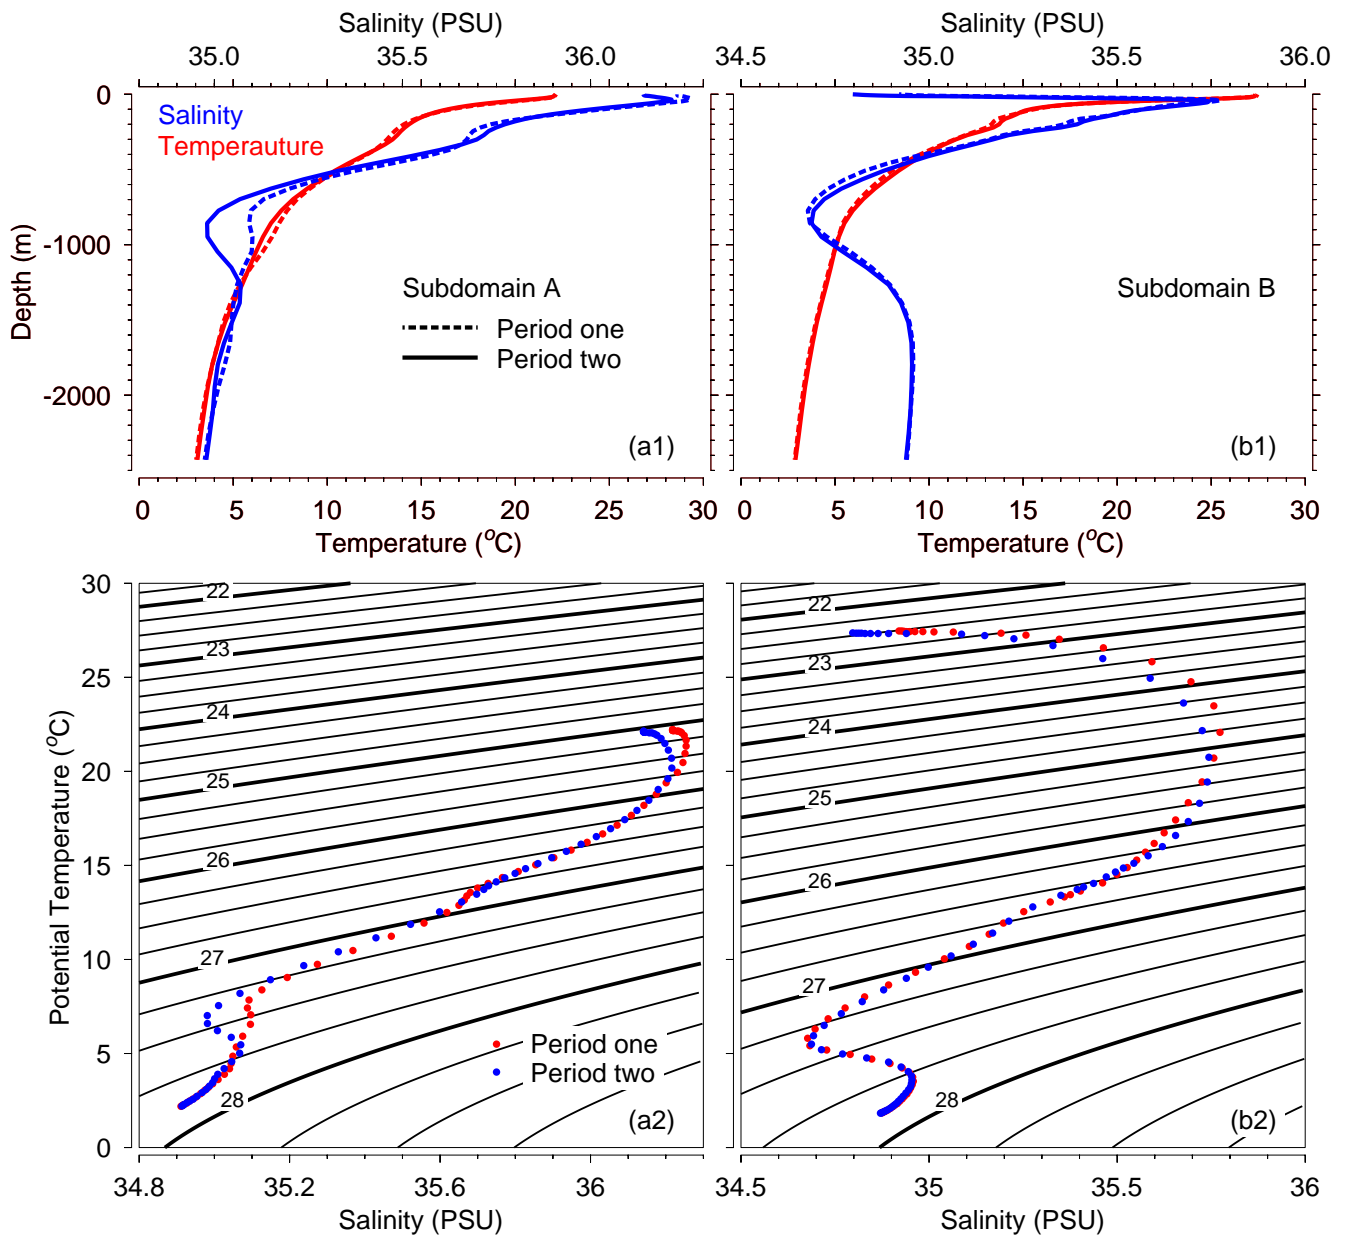 Salinity (PSU) Salinity (PSU)
35.0 35.5 36.0 34.5 35.0 35.5 36.0
0
-1000
-2000
Depth (m)
Salinity
Temperauture
Subdomain A
Period one
Period two
(a1)
Subdomain B
(b1)
0 5 10 15 20 25 30 0 5 10 15 20 25 30
Temperature (°C) Temperature (°C)
30
25
20
15
10
5
0
Potential Temperature (°C)
22
23
24
25
26
27
28
Period one
Period two
(a2)
22
23
24
25
26
27
28
(b2)
34.8 35.2 35.6 36 34.5 35 35.5 36
Salinity (PSU) Salinity (PSU)